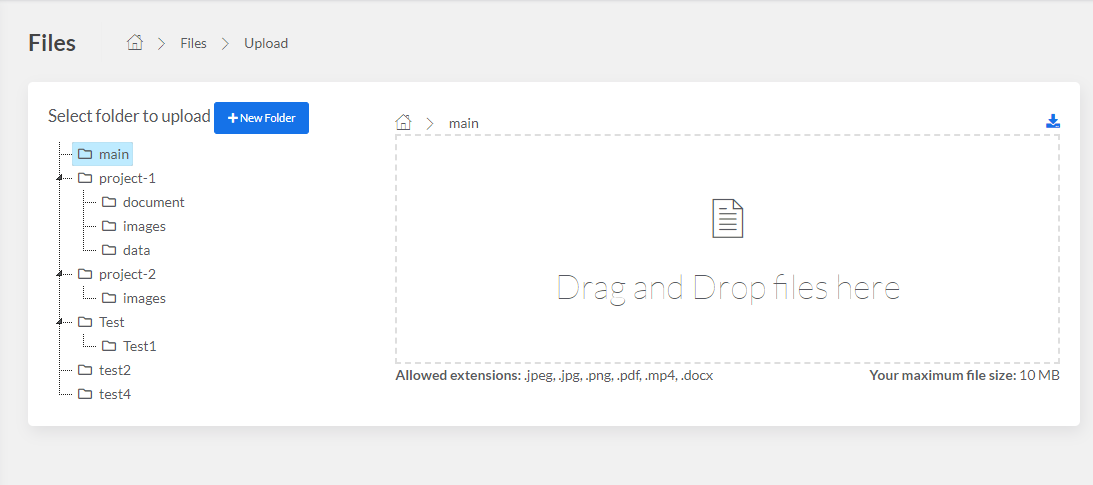 Files
Files
Upload
Select folder to upload
New Folder
main
project-1
document
images
data
project-2
images
Test
Test1
test2
test4
main
Drag and Drop files here
Allowed extensions: .jpeg, .jpg, .png, .pdf, .mp4, .docx
Your maximum file size: 10 MB